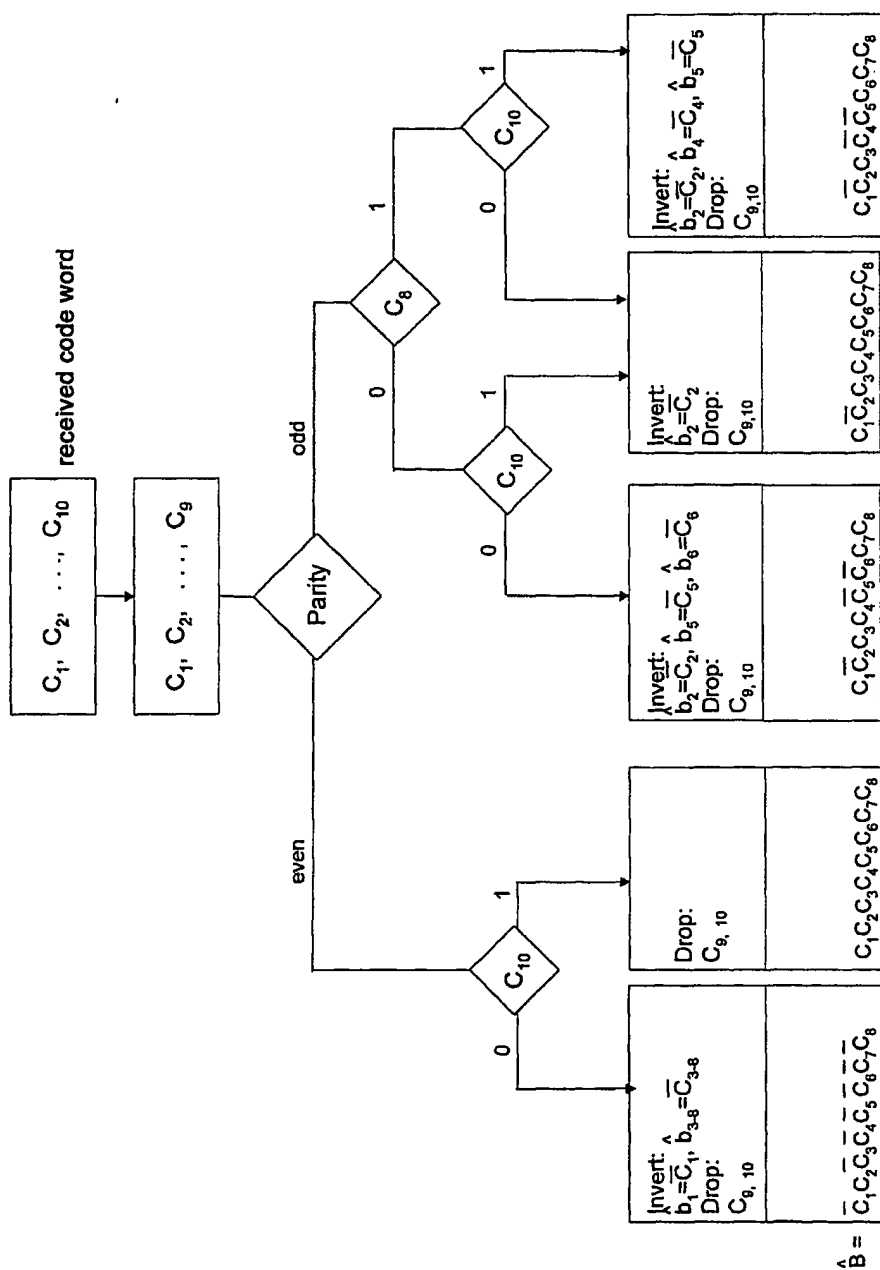 C₁, C₂, . . . ., C₁₀
received code word
C₁, C₂, . . . ., C₉
Parity
even
odd
C₈
0
1
C₁₀
0
1
C₁₀
0
1
C₁₀
0
1
Invert:
b̂₁=C̅₁, b̂₃₋₈=C̅₃₋₈
Drop:
C₉, ₁₀
B̂ = C̅₁C₂C̅₃C̅₄C̅₅C̅₆C̅₇C̅₈
Drop:
C₉, ₁₀
C₁C₂C₃C₄C₅C₆C₇C₈
Invert:
b̂₂=C̅₂, b̂₅=C̅₅, b̂₆=C̅₆
Drop:
C₉, ₁₀
C₁C̅₂C₃C₄C̅₅C̅₆C₇C₈
Invert:
b̂₂=C̅₂
Drop:
C₉,₁₀
C₁C̅₂C₃C₄C₅C₆C₇C₈
Invert:
b̂₂=C̅₂, b̂₄=C̅₄, b̂₅=C̅₅
Drop:
C₉,₁₀
C₁C̅₂C₃C̅₄C̅₅C₆C₇C₈